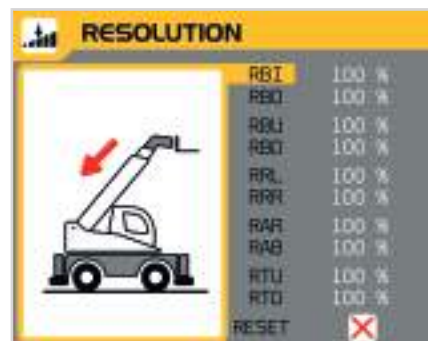 RESOLUTION
RBI 100 %
RBO 100 %
RBU 100 %
RBD 100 %
RRL 100 %
RRR 100 %
RAR 100 %
RAB 100 %
RTU 100 %
RTD 100 %
RESET